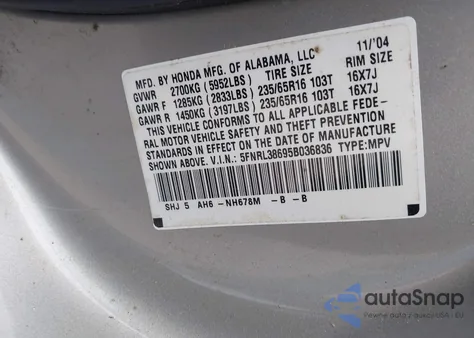 MFD. BY HONDA MFG. OF ALABAMA, LLC 11/'04
GVWR 2700KG (5952LBS) TIRE SIZE RIM SIZE
GAWR F 1285KG (2833LBS) 235/65R16 103T 16X7J
GAWR R 1450KG (3197LBS) 235/65R16 103T 16X7J
THIS VEHICLE CONFORMS TO ALL APPLICABLE FEDE-
RAL MOTOR VEHICLE SAFETY AND THEFT PREVENTION
STANDARDS IN EFFECT ON THE DATE OF MANUFACTURE
SHOWN ABOVE. V.I.N.: 5FNRL38695B036836 TYPE:MPV
SHJ 5 AH6 -NH678M -B -B
autoSnap